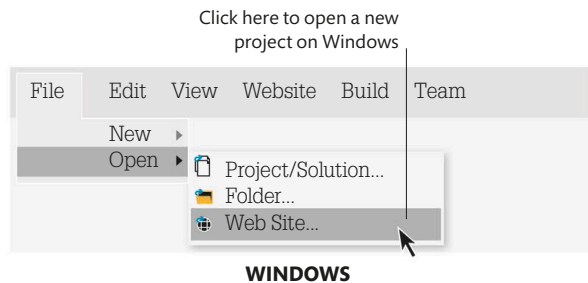 Click here to open a new
project on Windows
File Edit View Website Build Team
New
Open
Project/Solution...
Folder...
Web Site...
WINDOWS